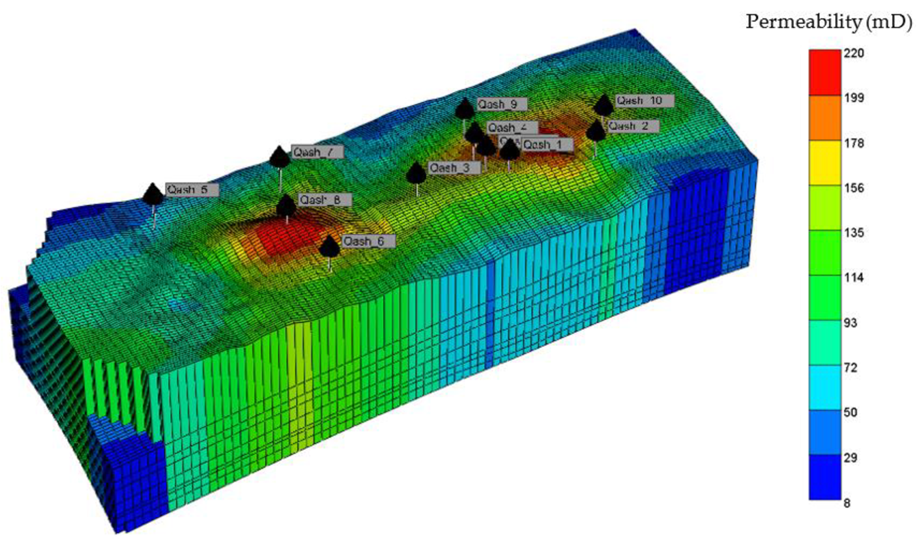 Permeability (mD)
220
199
178
156
135
114
93
72
50
29
8
Qash_9
Qash_10
Qash_4
Qash_2
Qash_1
Qash_7
Qash_3
Qash_5
Qash_8
Qash_6